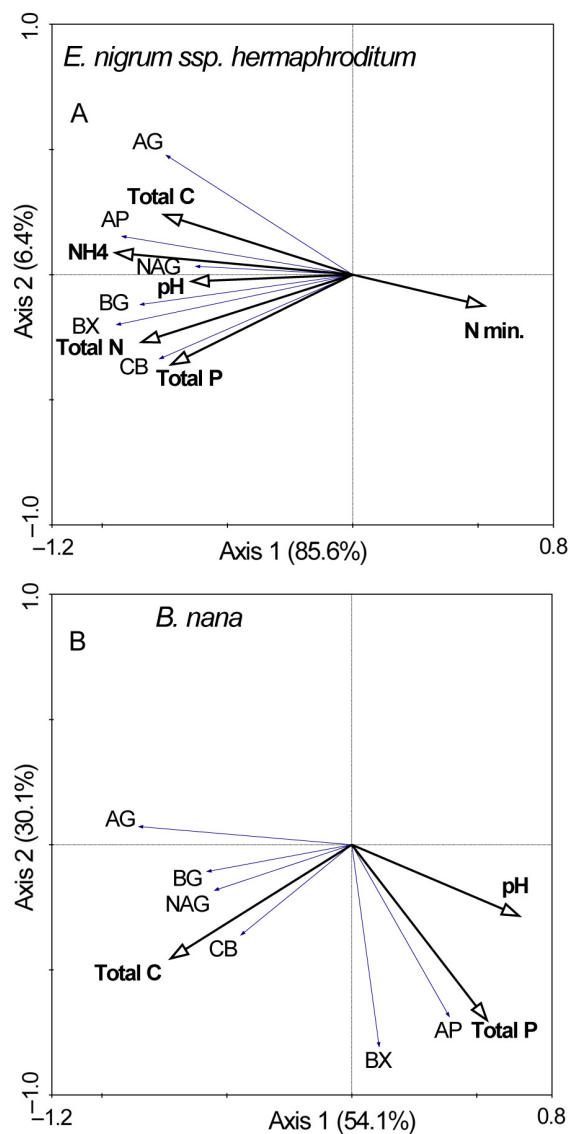 1.0
E. nigrum ssp. hermaphroditum
A
AG
Total C
AP
NH4
NAG
pH
BG
BX
Total N
CB
Total P
N min.
Axis 2 (6.4%)
−1.0
−1.2
Axis 1 (85.6%)
0.8
1.0
B. nana
B
AG
BG
NAG
CB
Total C
pH
AP
Total P
BX
Axis 2 (30.1%)
−1.0
−1.2
Axis 1 (54.1%)
0.8